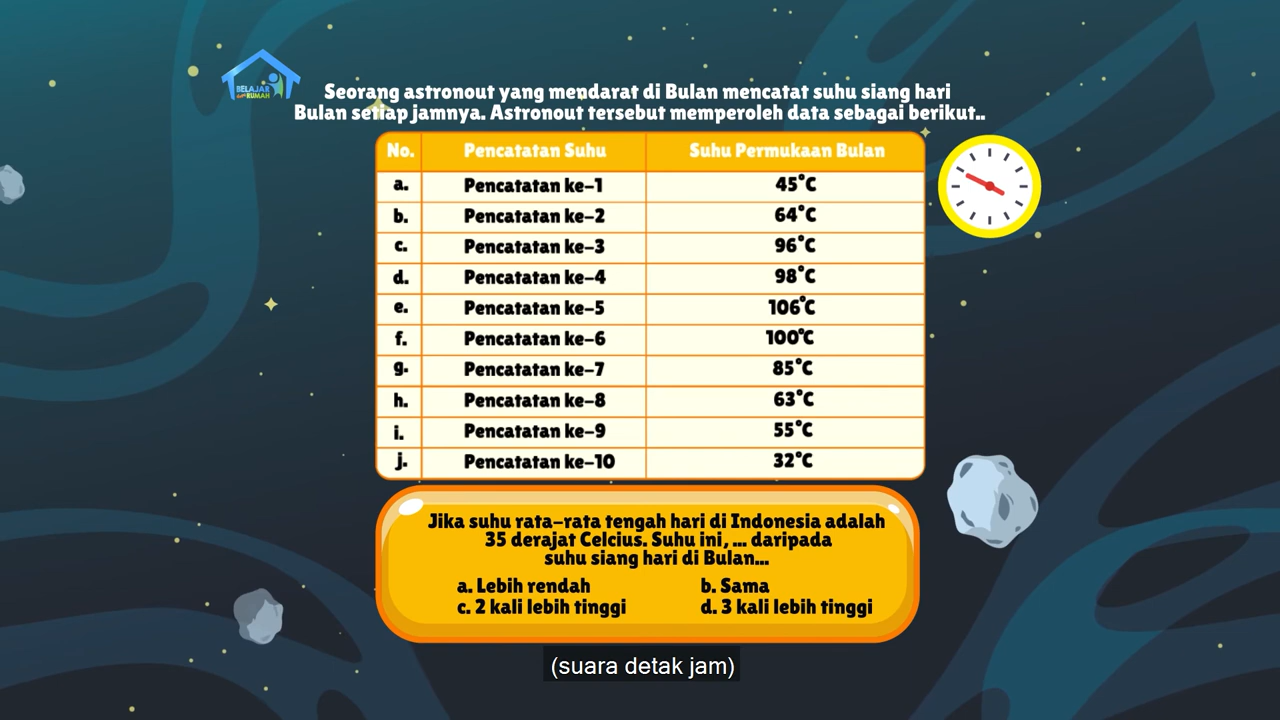 BELAJAR
dari RUMAH
Seorang astronout yang mendarat di Bulan mencatat suhu siang hari
Bulan setiap jamnya. Astronout tersebut memperoleh data sebagai berikut..
No. Pencatatan Suhu Suhu Permukaan Bulan
a. Pencatatan ke-1 45°C
b. Pencatatan ke-2 64°C
c. Pencatatan ke-3 96°C
d. Pencatatan ke-4 98°C
e. Pencatatan ke-5 106°C
f. Pencatatan ke-6 100°C
g. Pencatatan ke-7 85°C
h. Pencatatan ke-8 63°C
i. Pencatatan ke-9 55°C
j. Pencatatan ke-10 32°C
Jika suhu rata-rata tengah hari di Indonesia adalah
35 derajat Celcius. Suhu ini, ... daripada
suhu siang hari di Bulan...
a. Lebih rendah b. Sama
c. 2 kali lebih tinggi d. 3 kali lebih tinggi
(suara detak jam)